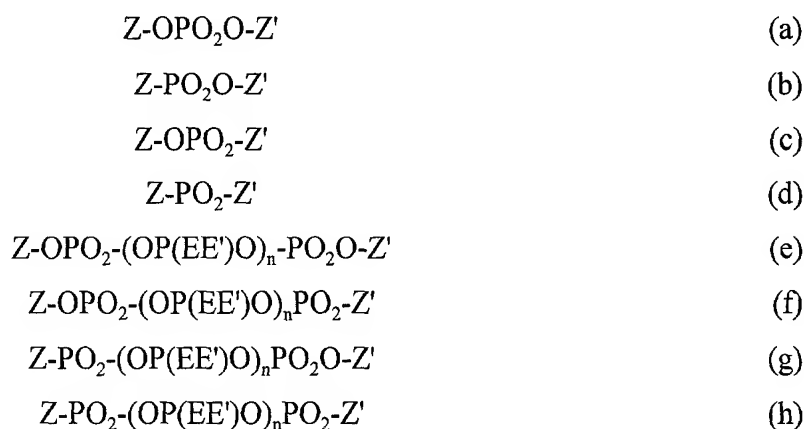 Z-OPO₂O-Z' (a)
Z-PO₂O-Z' (b)
Z-OPO₂-Z' (c)
Z-PO₂-Z' (d)
Z-OPO₂-(OP(EE')O)ₙ-PO₂O-Z' (e)
Z-OPO₂-(OP(EE')O)ₙPO₂-Z' (f)
Z-PO₂-(OP(EE')O)ₙPO₂O-Z' (g)
Z-PO₂-(OP(EE')O)ₙPO₂-Z' (h)